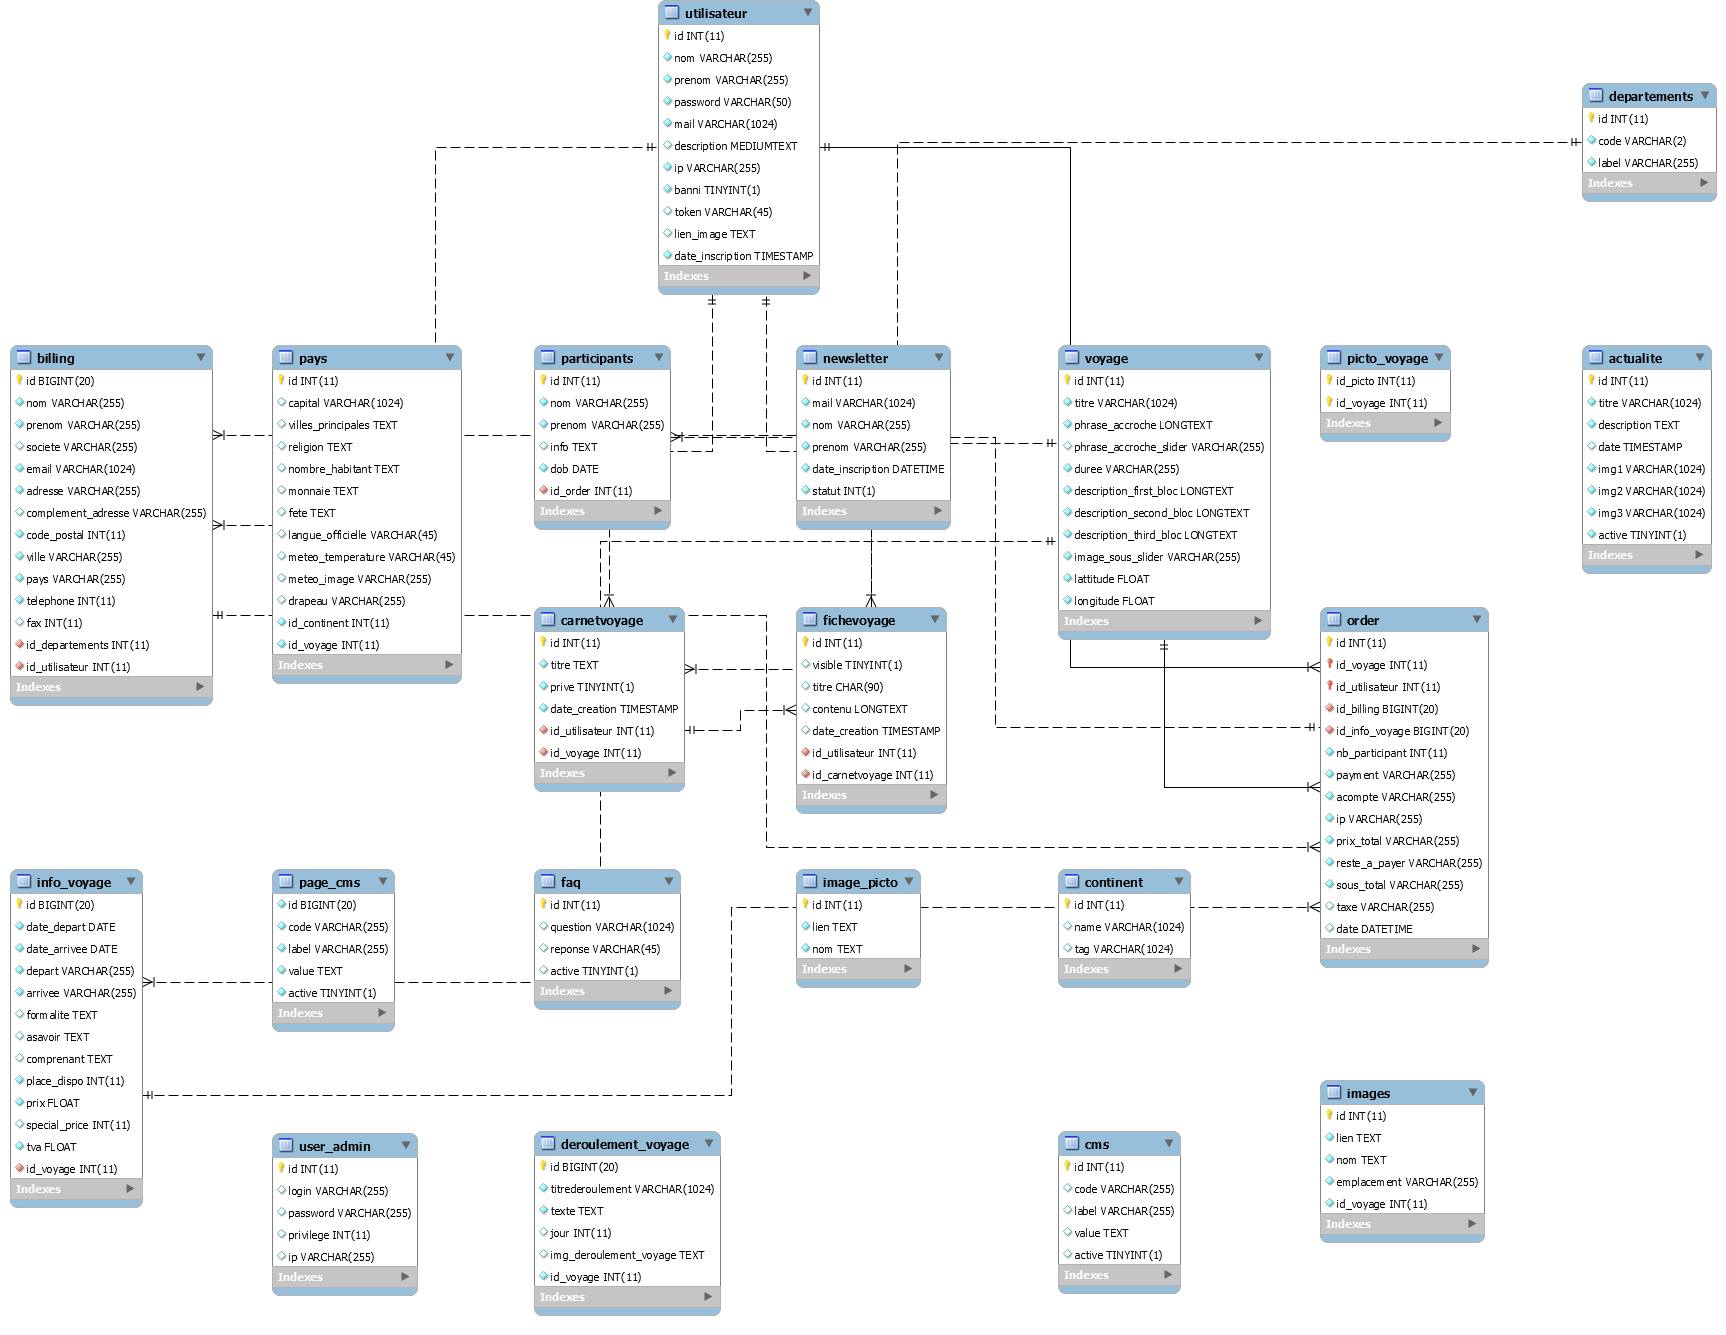 utilisateur
id INT(11)
nom VARCHAR(255)
prenom VARCHAR(255)
password VARCHAR(50)
mail VARCHAR(1024)
description MEDIUMTEXT
ip VARCHAR(255)
banni TINYINT(1)
token VARCHAR(45)
lien_image TEXT
date_inscription TIMESTAMP
Indexes
departements
id INT(11)
code VARCHAR(2)
label VARCHAR(255)
Indexes
billing
id BIGINT(20)
nom VARCHAR(255)
prenom VARCHAR(255)
societe VARCHAR(255)
email VARCHAR(1024)
adresse VARCHAR(255)
complement_adresse VARCHAR(255)
code_postal INT(11)
ville VARCHAR(255)
pays VARCHAR(255)
telephone INT(11)
fax INT(11)
id_departements INT(11)
id_utilisateur INT(11)
Indexes
pays
id INT(11)
capital VARCHAR(1024)
villes_principales TEXT
religion TEXT
nombre_habitant TEXT
monnaie TEXT
fete TEXT
langue_officielle VARCHAR(45)
meteo_temperature VARCHAR(45)
meteo_image VARCHAR(255)
drapeau VARCHAR(255)
id_continent INT(11)
id_voyage INT(11)
Indexes
participants
id INT(11)
nom VARCHAR(255)
prenom VARCHAR(255)
info TEXT
dob DATE
id_order INT(11)
Indexes
newsletter
id INT(11)
mail VARCHAR(1024)
nom VARCHAR(255)
prenom VARCHAR(255)
date_inscription DATETIME
statut INT(1)
Indexes
voyage
id INT(11)
titre VARCHAR(1024)
phrase_accroche LONGTEXT
phrase_accroche_slider VARCHAR(255)
duree VARCHAR(255)
description_first_bloc LONGTEXT
description_second_bloc LONGTEXT
description_third_bloc LONGTEXT
image_sous_slider VARCHAR(255)
lattitude FLOAT
longitude FLOAT
Indexes
picto_voyage
id_picto INT(11)
id_voyage INT(11)
Indexes
actualite
id INT(11)
titre VARCHAR(1024)
description TEXT
date TIMESTAMP
img1 VARCHAR(1024)
img2 VARCHAR(1024)
img3 VARCHAR(1024)
active TINYINT(1)
Indexes
carnetvoyage
id INT(11)
titre TEXT
prive TINYINT(1)
date_creation TIMESTAMP
id_utilisateur INT(11)
id_voyage INT(11)
Indexes
fichevoyage
id INT(11)
visible TINYINT(1)
titre CHAR(90)
contenu LONGTEXT
date_creation TIMESTAMP
id_utilisateur INT(11)
id_carnetvoyage INT(11)
Indexes
order
id INT(11)
id_voyage INT(11)
id_utilisateur INT(11)
id_billing BIGINT(20)
id_info_voyage BIGINT(20)
nb_participant INT(11)
payment VARCHAR(255)
acompte VARCHAR(255)
ip VARCHAR(255)
prix_total VARCHAR(255)
reste_a_payer VARCHAR(255)
sous_total VARCHAR(255)
taxe VARCHAR(255)
date DATETIME
Indexes
info_voyage
id BIGINT(20)
date_depart DATE
date_arrivee DATE
depart VARCHAR(255)
arrivee VARCHAR(255)
formalite TEXT
asavoir TEXT
comprenant TEXT
place_dispo INT(11)
prix FLOAT
special_price INT(11)
tva FLOAT
id_voyage INT(11)
Indexes
page_cms
id BIGINT(20)
code VARCHAR(255)
label VARCHAR(255)
value TEXT
active TINYINT(1)
Indexes
faq
id INT(11)
question VARCHAR(1024)
reponse VARCHAR(45)
active TINYINT(1)
Indexes
image_picto
id INT(11)
lien TEXT
nom TEXT
Indexes
continent
id INT(11)
name VARCHAR(1024)
tag VARCHAR(1024)
Indexes
user_admin
id INT(11)
login VARCHAR(255)
password VARCHAR(255)
privilege INT(11)
ip VARCHAR(255)
Indexes
deroulement_voyage
id BIGINT(20)
titrederoulement VARCHAR(1024)
texte TEXT
jour INT(11)
img_deroulement_voyage TEXT
id_voyage INT(11)
Indexes
cms
id INT(11)
code VARCHAR(255)
label VARCHAR(255)
value TEXT
active TINYINT(1)
Indexes
images
id INT(11)
lien TEXT
nom TEXT
emplacement VARCHAR(255)
id_voyage INT(11)
Indexes